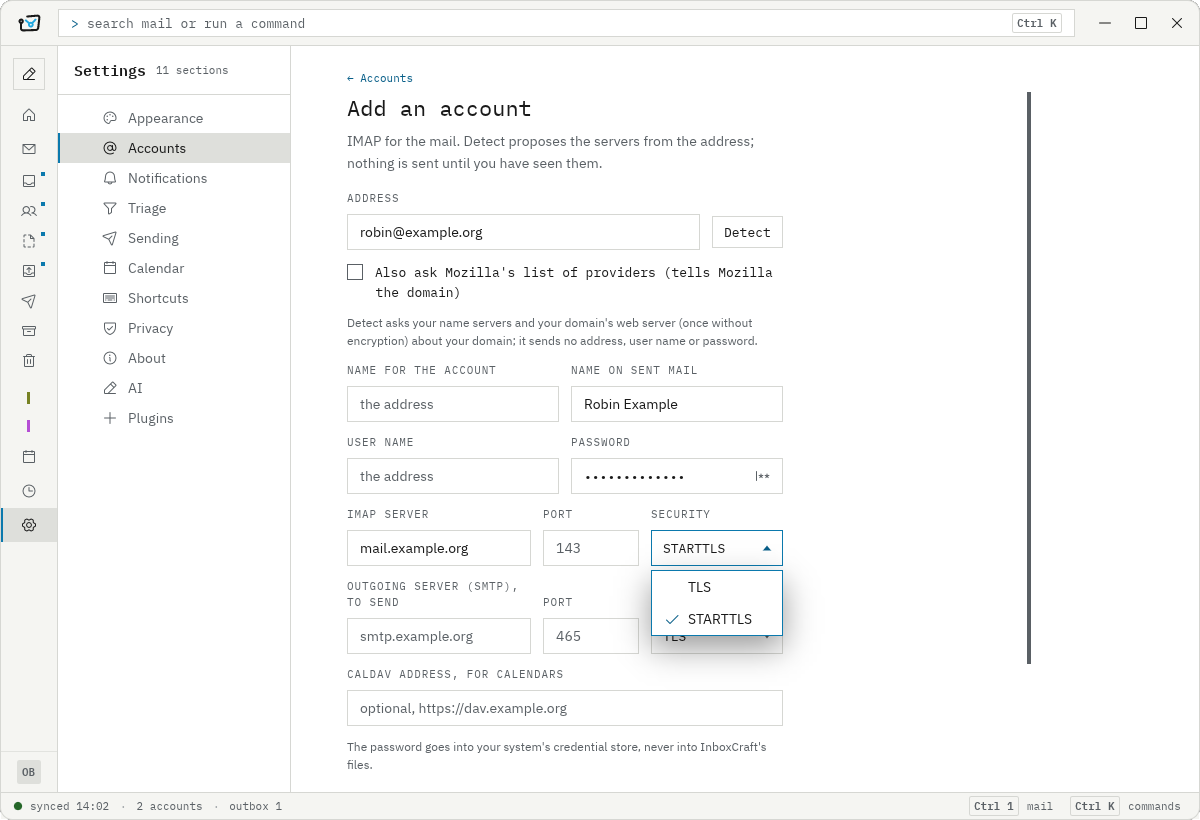 > search mail or run a command Ctrl K
Settings 11 sections
Appearance
Accounts
Notifications
Triage
Sending
Calendar
Shortcuts
Privacy
About
AI
Plugins
OB
← Accounts
Add an account
IMAP for the mail. Detect proposes the servers from the address;
nothing is sent until you have seen them.
ADDRESS
robin@example.org Detect
Also ask Mozilla's list of providers (tells Mozilla
the domain)
Detect asks your name servers and your domain's web server (once without
encryption) about your domain; it sends no address, user name or password.
NAME FOR THE ACCOUNT NAME ON SENT MAIL
the address Robin Example
USER NAME PASSWORD
the address ••••••••••••• |**
IMAP SERVER PORT SECURITY
mail.example.org 143 STARTTLS
TLS
STARTTLS
OUTGOING SERVER (SMTP),
TO SEND PORT
smtp.example.org 465 TLS
CALDAV ADDRESS, FOR CALENDARS
optional, https://dav.example.org
The password goes into your system's credential store, never into InboxCraft's
files.
synced 14:02 · 2 accounts · outbox 1 Ctrl 1 mail Ctrl K commands